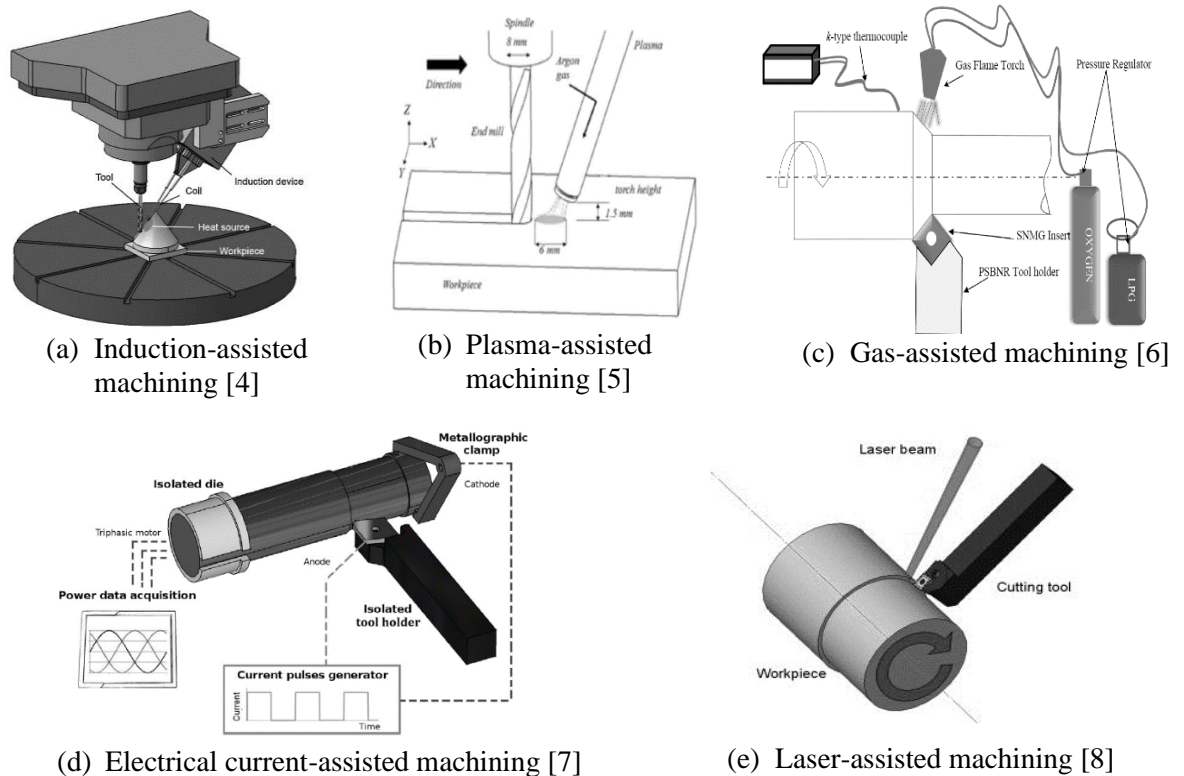 Tool
Coil
Induction device
Heat source
Workpiece
(a) Induction-assisted
machining [4]
Spindle
8 mm
Plasma
Argon
gas
Direction
End mill
Z
X
Y
torch height
1.5 mm
6 mm
Workpiece
(b) Plasma-assisted
machining [5]
k-type thermocouple
Gas Flame Torch
Pressure Regulator
SNMG Insert
PSBNR Tool holder
OXYGEN
LPG
(c) Gas-assisted machining [6]
Metallographic
clamp
Cathode
Isolated die
Triphasic motor
Anode
Power data acquisition
Isolated
tool holder
Current pulses generator
Current
Time
(d) Electrical current-assisted machining [7]
Laser beam
Cutting tool
Workpiece
(e) Laser-assisted machining [8]